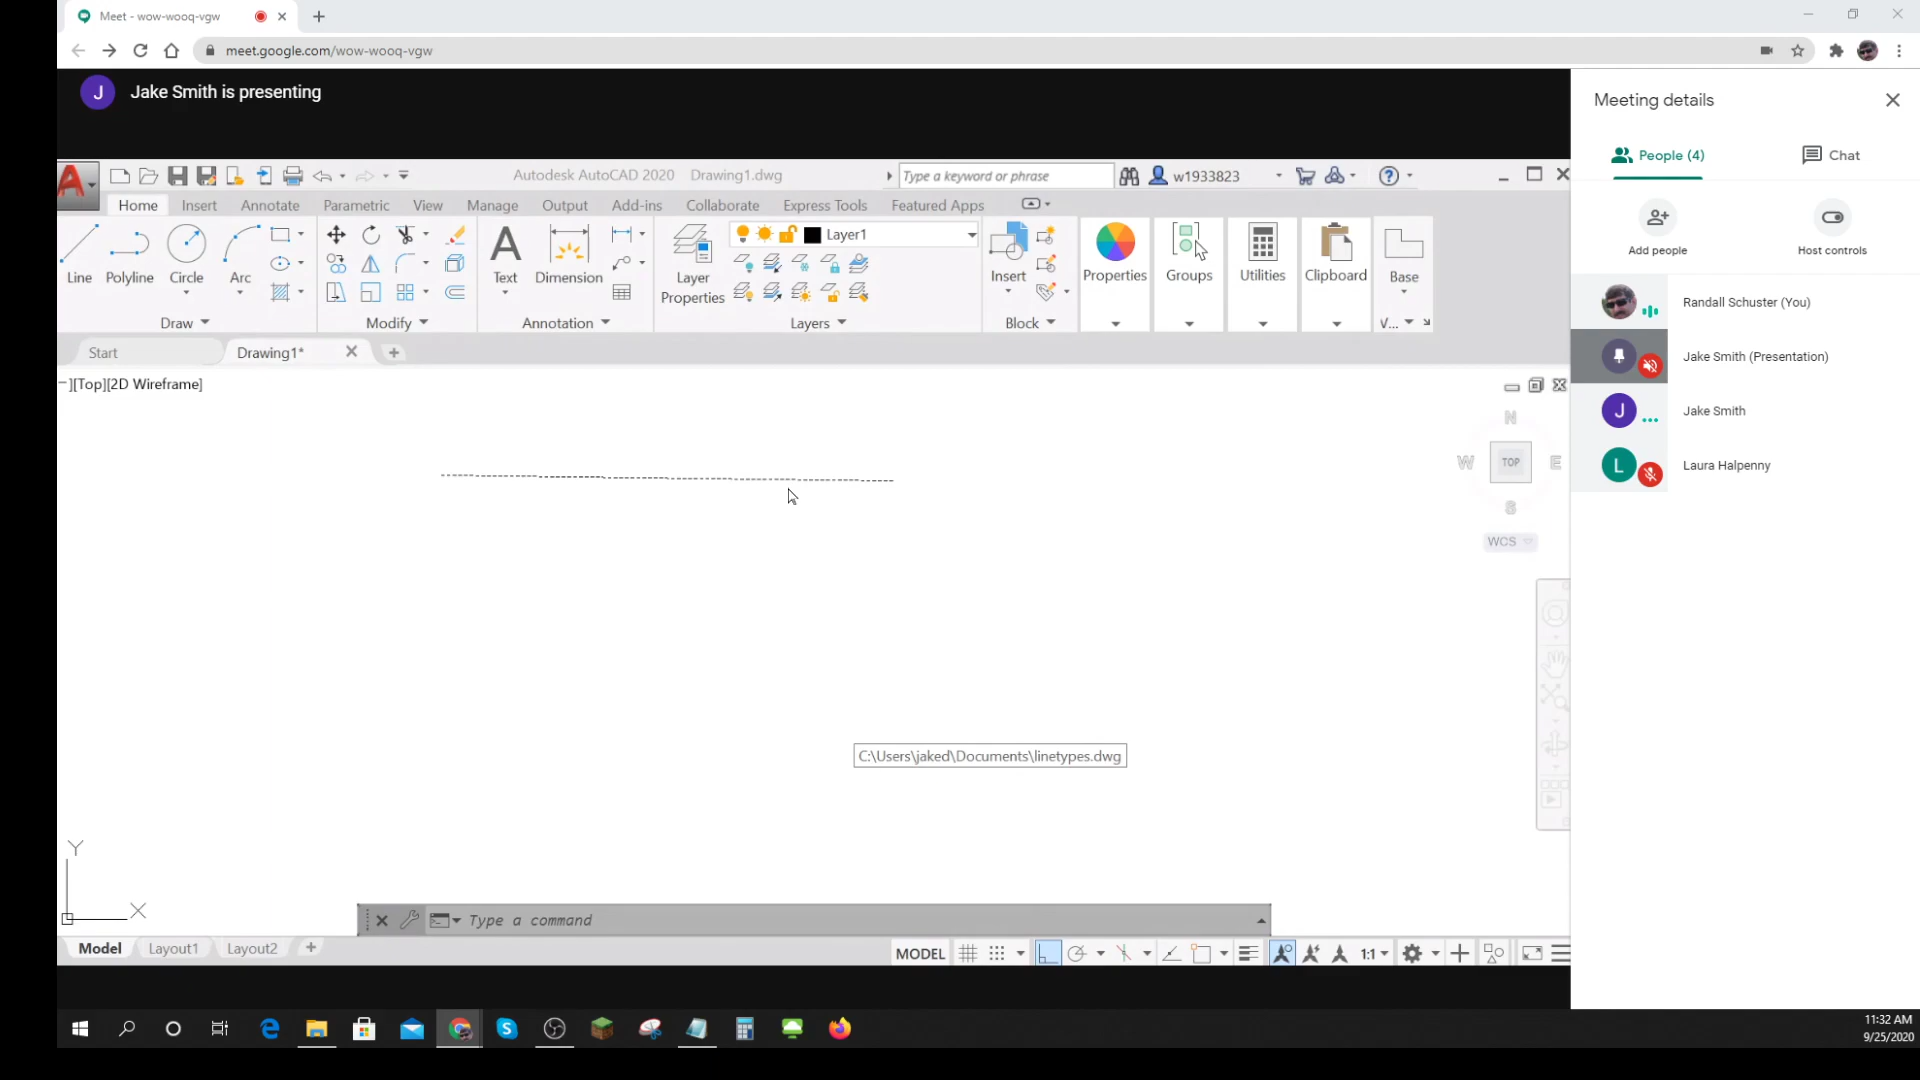 Meet - wow-wooq-vgw
meet.google.com/wow-wooq-vgw
J Jake Smith is presenting
Meeting details
People (4) Chat
Add people Host controls
Randall Schuster (You)
Jake Smith (Presentation)
J Jake Smith
L Laura Halpenny
Autodesk AutoCAD 2020 Drawing1.dwg Type a keyword or phrase w1933823
Home Insert Annotate Parametric View Manage Output Add-ins Collaborate Express Tools Featured Apps
Layer1
Line Polyline Circle Arc Text Dimension Layer Properties Insert Properties Groups Utilities Clipboard Base
Draw Modify Annotation Layers Block V...
Start Drawing1*
–][Top][2D Wireframe]
N
W TOP E
S
WCS
C:\Users\jaked\Documents\linetypes.dwg
Y
X
Type a command
Model Layout1 Layout2
MODEL 1:1
11:32 AM
9/25/2020